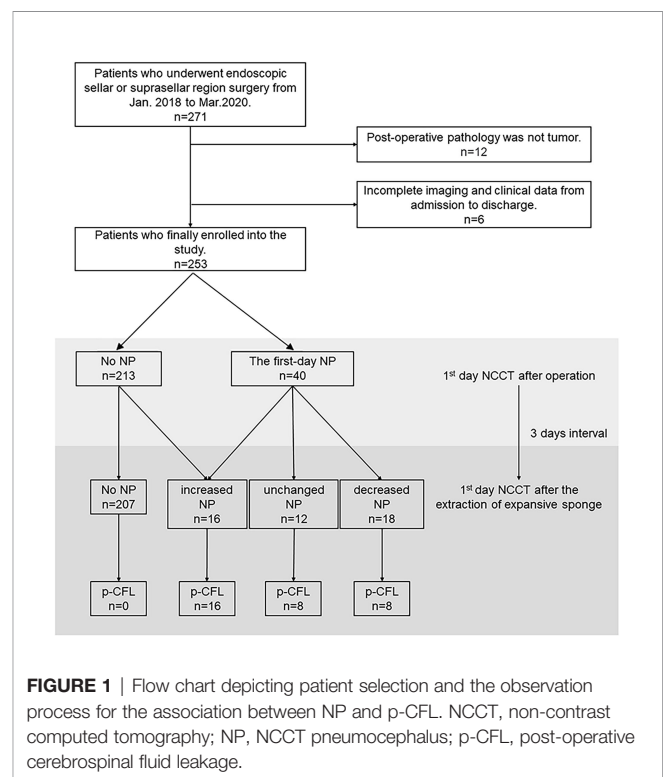 Patients who underwent endoscopic
sellar or suprasellar region surgery from
Jan. 2018 to Mar.2020.
n=271
Post-operative pathology was not tumor.
n=12
Incomplete imaging and clinical data from
admission to discharge.
n=6
Patients who finally enrolled into the
study.
n=253
No NP
n=213
The first-day NP
n=40
1st day NCCT after operation
3 days interval
No NP
n=207
increased
NP
n=16
unchanged
NP
n=12
decreased
NP
n=18
1st day NCCT after the
extraction of expansive sponge
p-CFL
n=0
p-CFL
n=16
p-CFL
n=8
p-CFL
n=8
FIGURE 1 | Flow chart depicting patient selection and the observation
process for the association between NP and p-CFL. NCCT, non-contrast
computed tomography; NP, NCCT pneumocephalus; p-CFL, post-operative
cerebrospinal fluid leakage.